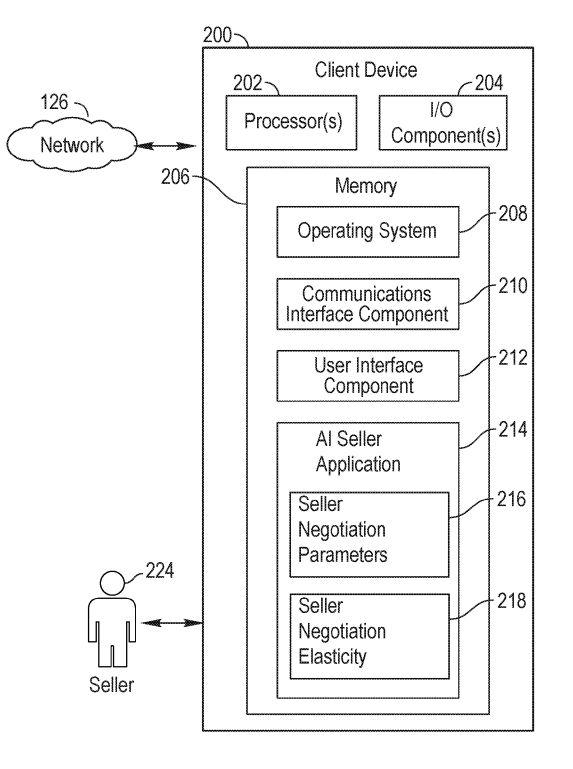 200
Client Device
202
Processor(s)
204
I/O
Component(s)
126
Network
206
Memory
208
Operating System
210
Communications
Interface Component
212
User Interface
Component
214
AI Seller
Application
216
Seller
Negotiation
Parameters
218
Seller
Negotiation
Elasticity
224
Seller